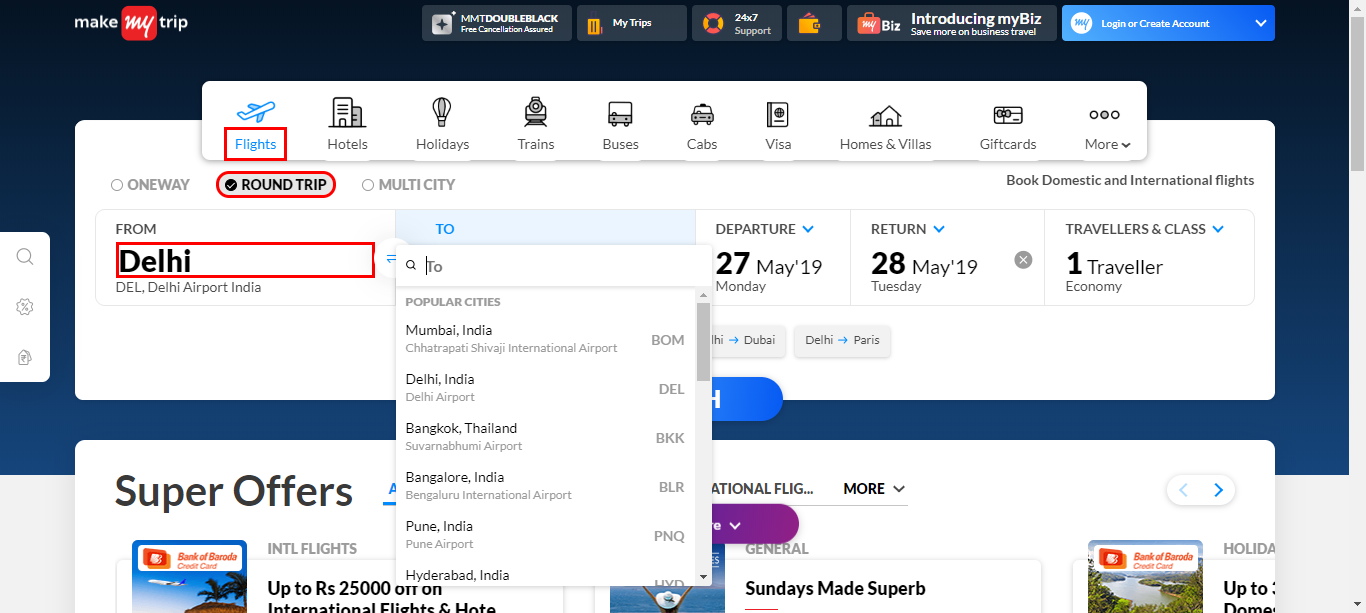 make my trip
MMTDOUBLEBLACK
Free Cancellation Assured
My Trips
24x7
Support
my Biz
Introducing myBiz
Save more on business travel
my
Login or Create Account
Flights
Hotels
Holidays
Trains
Buses
Cabs
Visa
Homes & Villas
Giftcards
More
ONEWAY
ROUND TRIP
MULTI CITY
Book Domestic and International flights
FROM
Delhi
DEL, Delhi Airport India
TO
To
DEPARTURE
27 May'19
Monday
RETURN
28 May'19
Tuesday
TRAVELLERS & CLASS
1 Traveller
Economy
POPULAR CITIES
Mumbai, India
Chhatrapati Shivaji International Airport
BOM
Delhi, India
Delhi Airport
DEL
Bangkok, Thailand
Suvarnabhumi Airport
BKK
Bangalore, India
Bengaluru International Airport
BLR
Pune, India
Pune Airport
PNQ
Hyderabad, India
HYD
hi → Dubai
Delhi → Paris
H
Super Offers
A
ATIONAL FLIG...
MORE
re
Bank of Baroda
Credit Card
INTL FLIGHTS
Up to Rs 25000 off on
International Flights & Hote
GENERAL
Sundays Made Superb
Bank of Baroda
Credit Card
HOLIDA
Up to
Dome